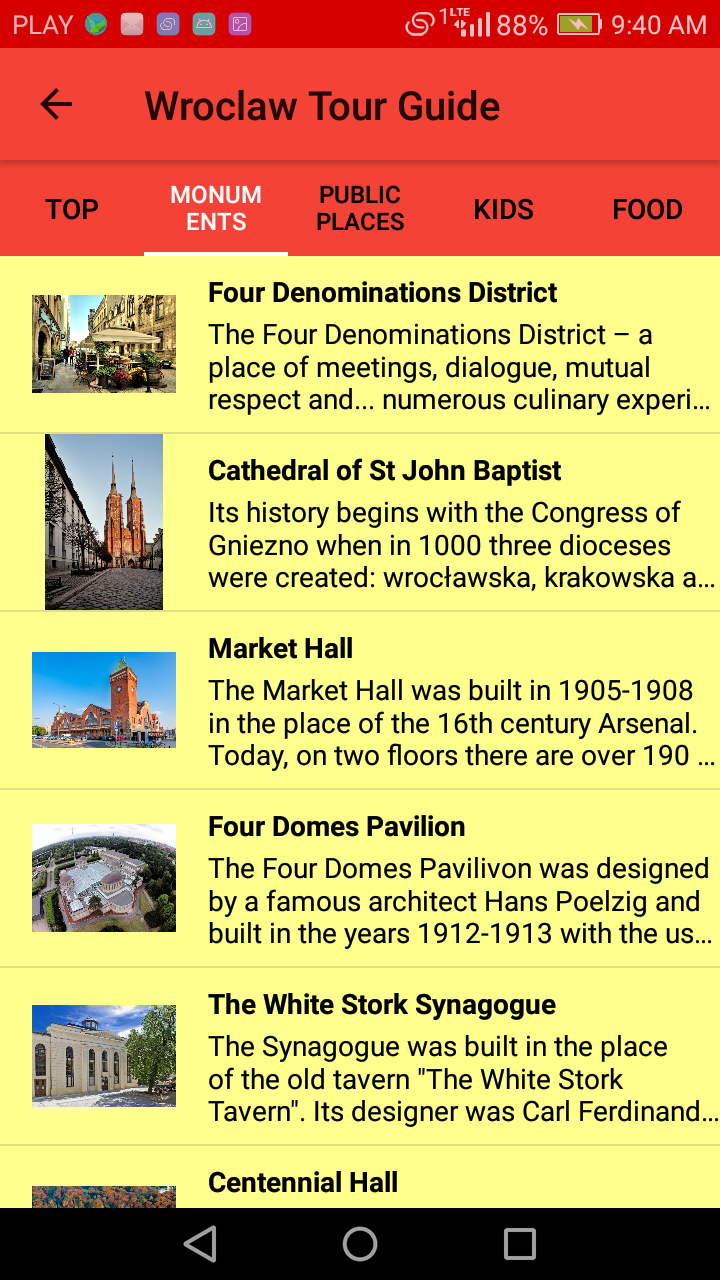 PLAY 1 LTE 88% 9:40 AM
Wroclaw Tour Guide
TOP
MONUM
ENTS
PUBLIC
PLACES
KIDS
FOOD
Four Denominations District
The Four Denominations District – a
place of meetings, dialogue, mutual
respect and... numerous culinary experi...
Cathedral of St John Baptist
Its history begins with the Congress of
Gniezno when in 1000 three dioceses
were created: wrocławska, krakowska a...
Market Hall
The Market Hall was built in 1905-1908
in the place of the 16th century Arsenal.
Today, on two floors there are over 190 ...
Four Domes Pavilion
The Four Domes Pavilivon was designed
by a famous architect Hans Poelzig and
built in the years 1912-1913 with the us...
The White Stork Synagogue
The Synagogue was built in the place
of the old tavern "The White Stork
Tavern". Its designer was Carl Ferdinand...
Centennial Hall